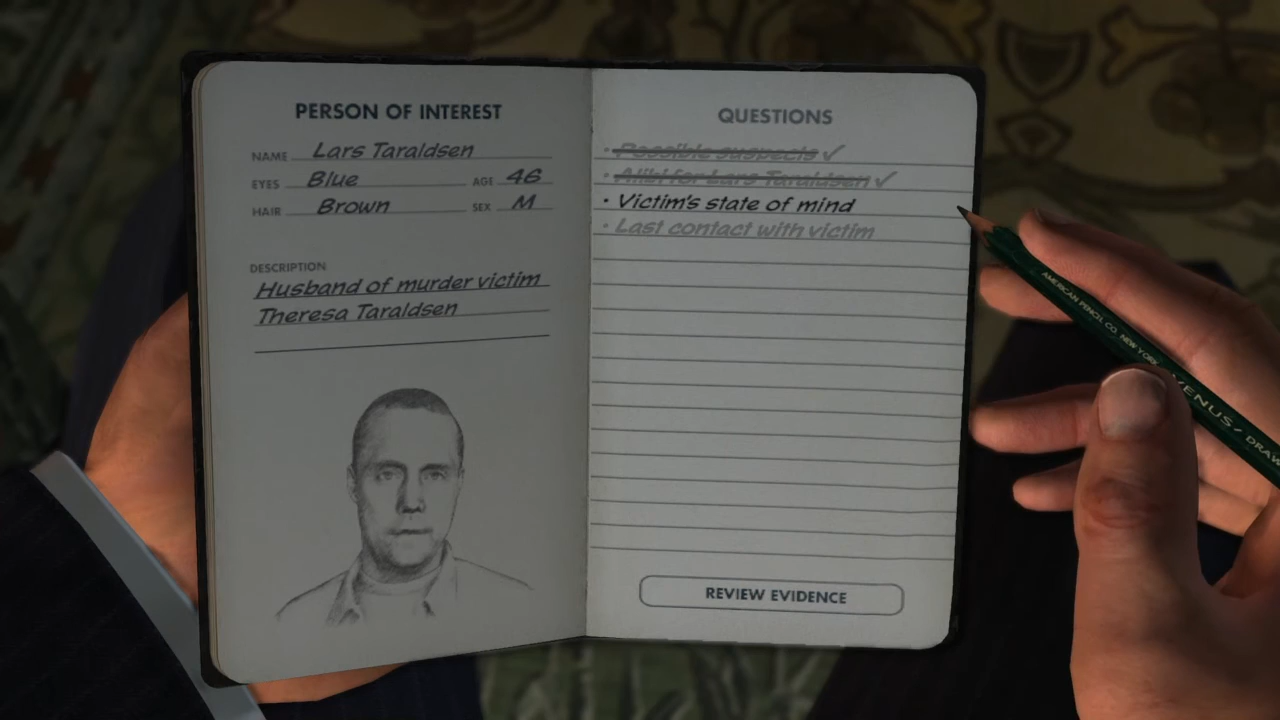 PERSON OF INTEREST
NAME Lars Taraldsen
EYES Blue AGE 46
HAIR Brown SEX M
DESCRIPTION
Husband of murder victim
Theresa Taraldsen
QUESTIONS
• Possible suspects ✓
• Alibi for Lars Taraldsen ✓
• Victim's state of mind
• Last contact with victim
REVIEW EVIDENCE
AMERICAN PENCIL CO. NEW YORK
VENUS/DRAW